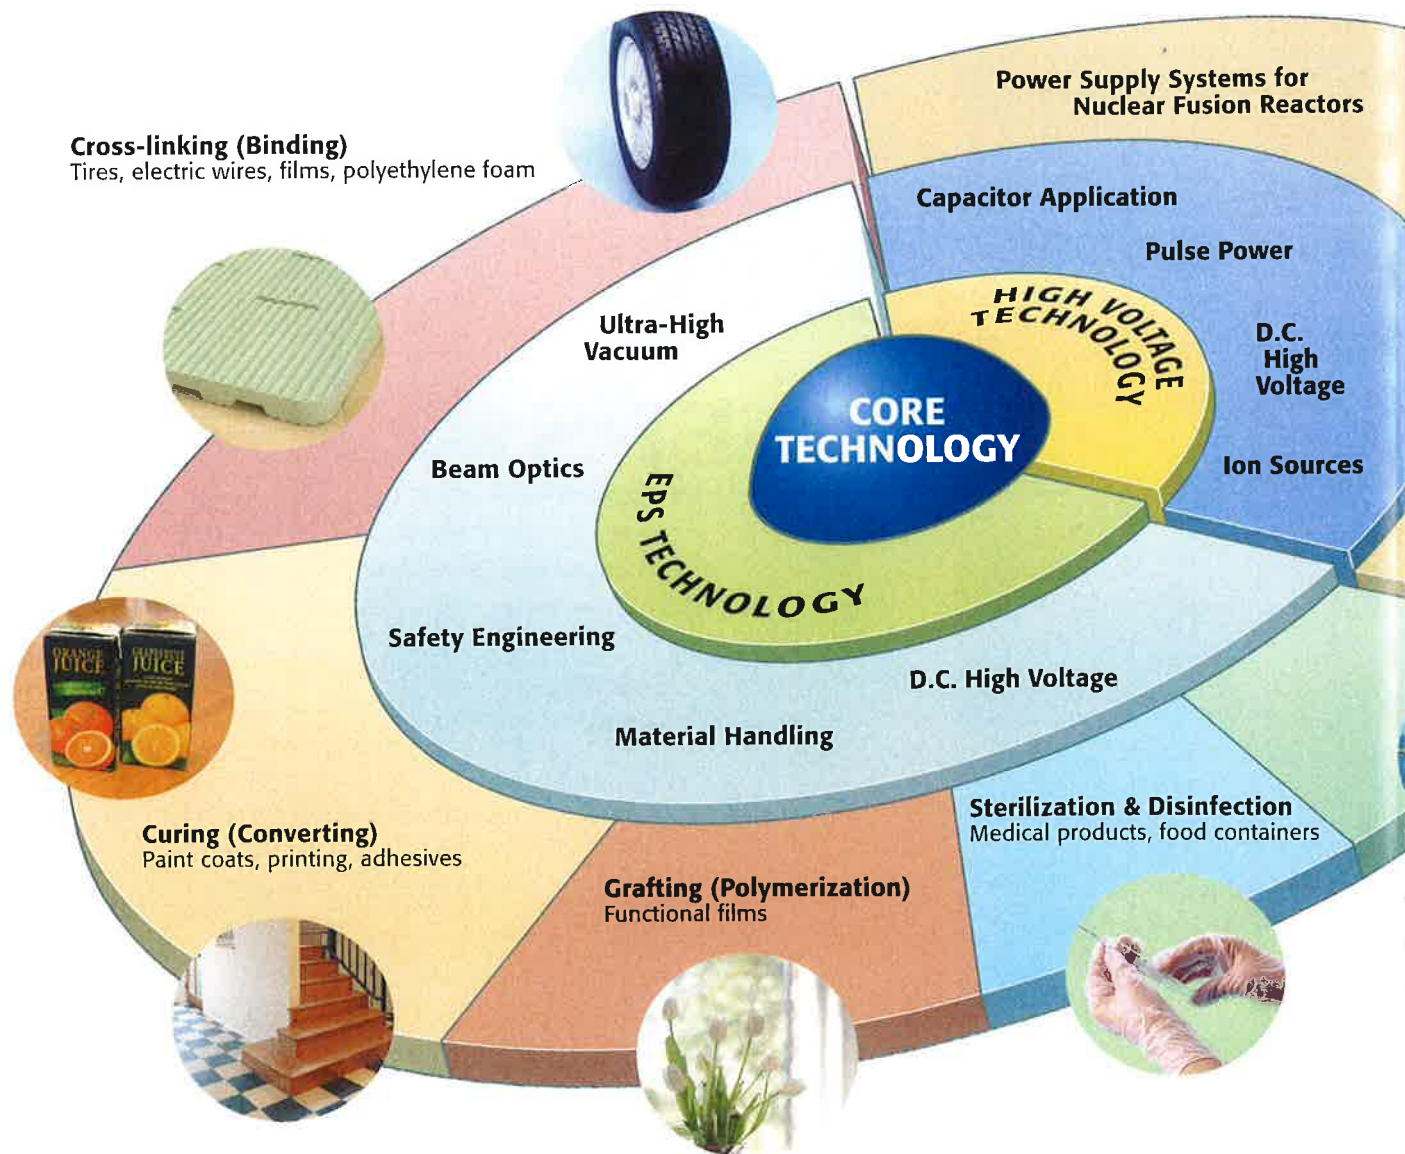 Power Supply Systems for
Nuclear Fusion Reactors
Cross-linking (Binding)
Tires, electric wires, films, polyethylene foam
Capacitor Application
Pulse Power
HIGH VOLTAGE
TECHNOLOGY
Ultra-High
Vacuum
D.C.
High
Voltage
CORE
TECHNOLOGY
Beam Optics
Ion Sources
EPS TECHNOLOGY
Safety Engineering
ORANGE
JUICE
GRAPEFRUIT
JUICE
D.C. High Voltage
Material Handling
Sterilization & Disinfection
Medical products, food containers
Curing (Converting)
Paint coats, printing, adhesives
Grafting (Polymerization)
Functional films